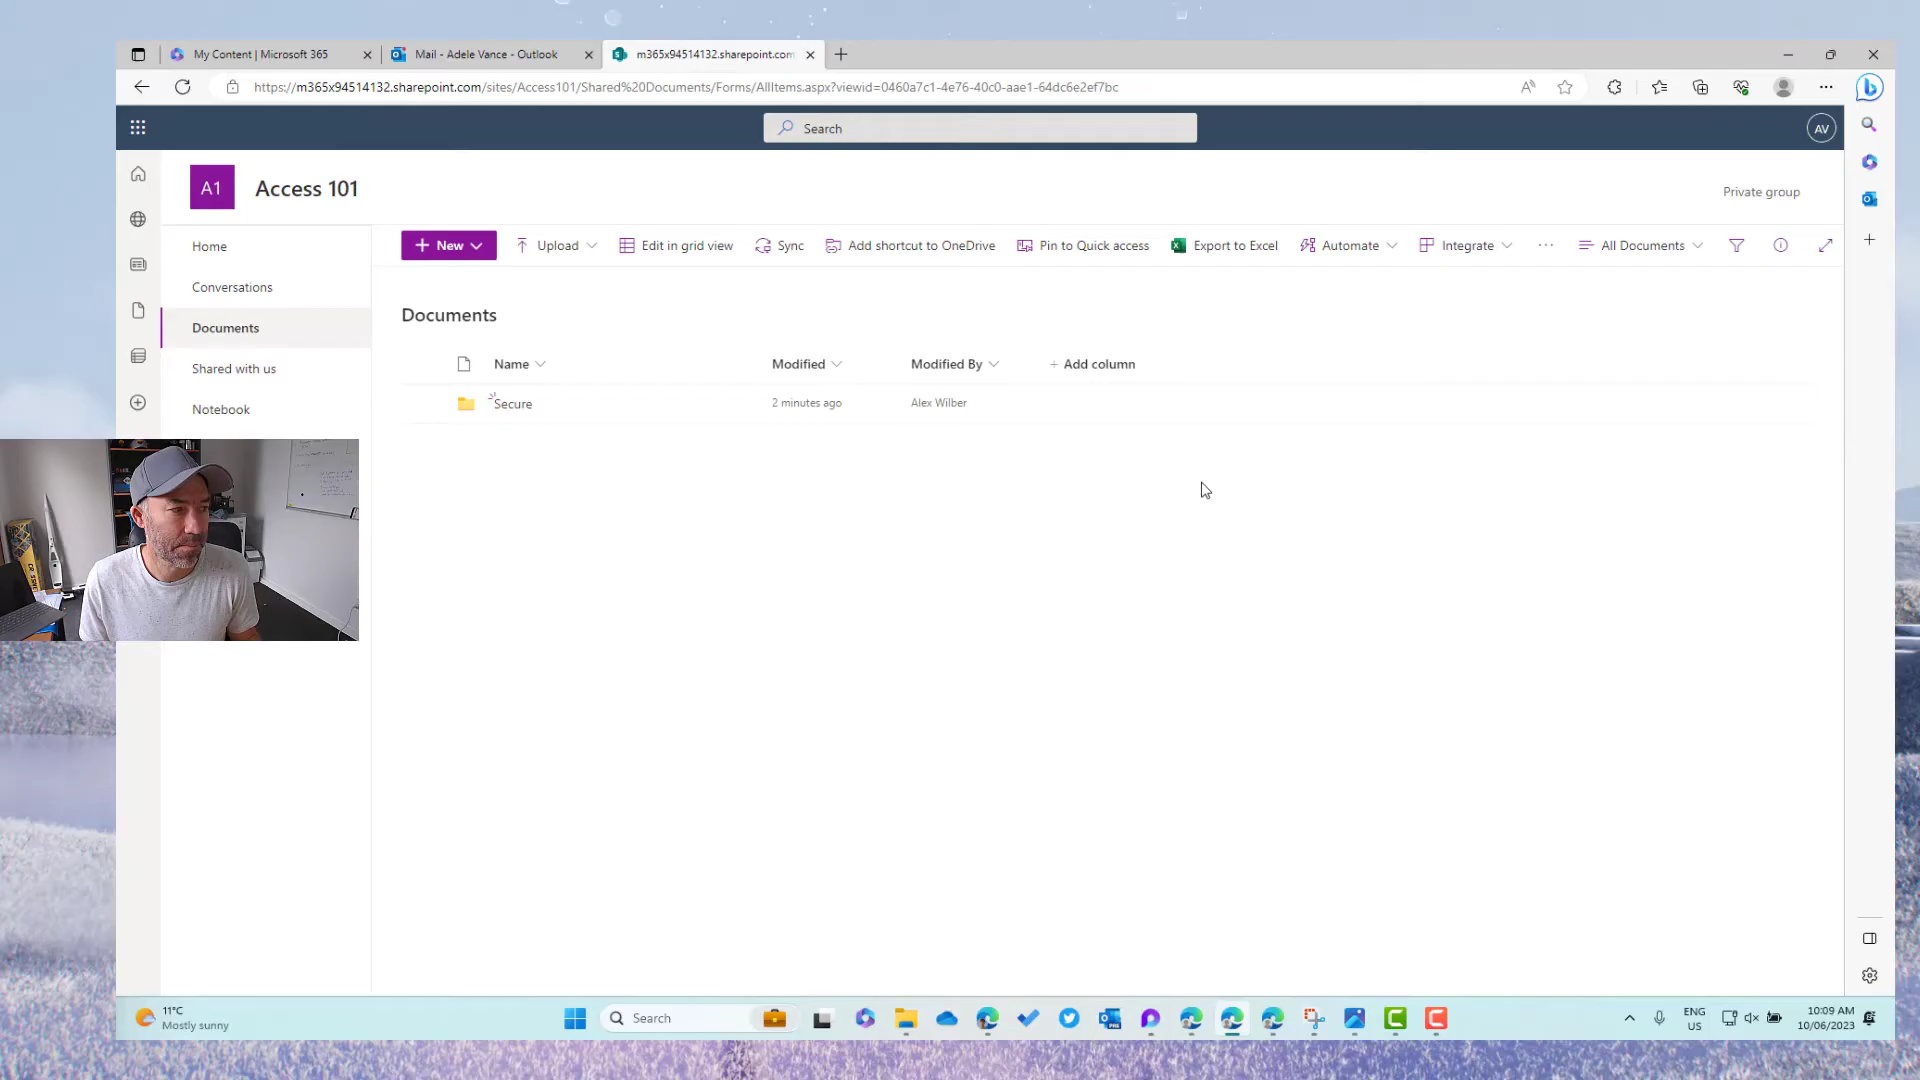 My Content | Microsoft 365
Mail - Adele Vance - Outlook
m365x94514132.sharepoint.com
https://m365x94514132.sharepoint.com/sites/Access101/Shared%20Documents/Forms/AllItems.aspx?viewid=0460a7c1-4e76-40c0-aae1-64dc6e2ef7bc
Search
AV
A1
Access 101
Private group
Home
Conversations
Documents
Shared with us
Notebook
New
Upload
Edit in grid view
Sync
Add shortcut to OneDrive
Pin to Quick access
Export to Excel
Automate
Integrate
All Documents
Documents
Name
Modified
Modified By
Add column
Secure
2 minutes ago
Alex Wilber
11°C
Mostly sunny
Search
ENG
US
10:09 AM
10/06/2023